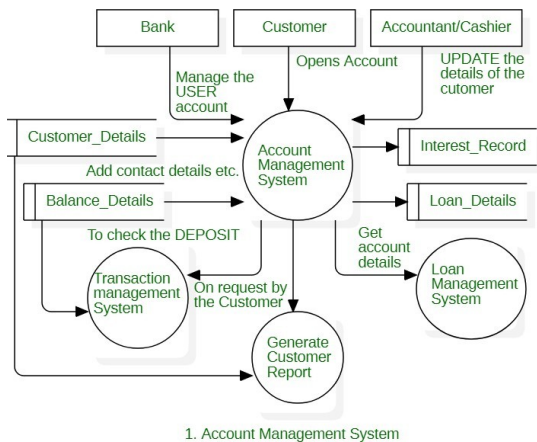 Bank
Customer
Accountant/Cashier
Manage the
USER
account
Opens Account
UPDATE the
details of the
cutomer
Customer_Details
Account
Management
System
Interest_Record
Add contact details etc.
Balance_Details
Loan_Details
To check the DEPOSIT
Get
account
details
Transaction
management
System
On request by
the Customer
Loan
Management
System
Generate
Customer
Report
1. Account Management System